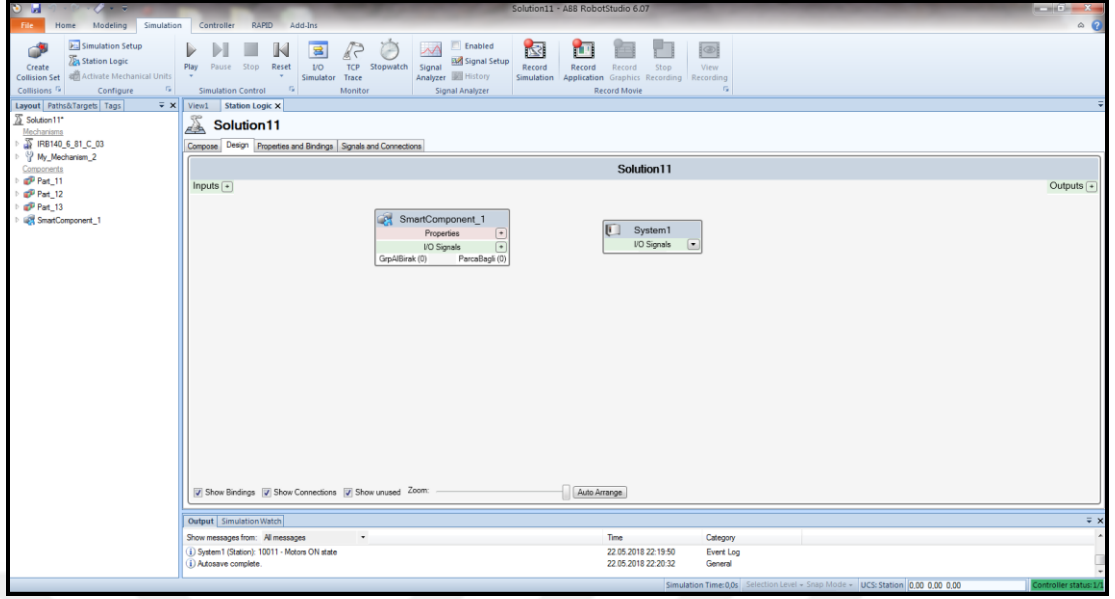 Solution11 - ABB RobotStudio 6.07
File Home Modeling Simulation Controller RAPID Add-Ins
Create Collision Set
Simulation Setup
Station Logic
Activate Mechanical Units
Play Pause Stop Reset
I/O Simulator TCP Trace Stopwatch
Signal Analyzer
Enabled
Signal Setup
History
Record Simulation Record Application Record Graphics Stop Recording View Recording
Collisions Configure Simulation Control Monitor Signal Analyzer Record Movie
Layout Paths&Targets Tags
View1 Station Logic
Solution11*
Mechanisms
IRB140_6_81_C_03
My_Mechanism_2
Components
Part_11
Part_12
Part_13
SmartComponent_1
Solution11
Compose Design Properties and Bindings Signals and Connections
Solution11
Inputs + Outputs +
SmartComponent_1
Properties +
I/O Signals +
GrpAlBirak (0) ParcaBagli (0)
System1
I/O Signals
Show Bindings Show Connections Show unused Zoom: Auto Arrange
Output Simulation Watch
Show messages from: All messages Time Category
System1 (Station): 10011 - Motors ON state 22.05.2018 22:19:50 Event Log
Autosave complete. 22.05.2018 22:20:32 General
Simulation Time:0,0s Selection Level Snap Mode UCS: Station 0.00 0.00 0.00 Controller status:1/1